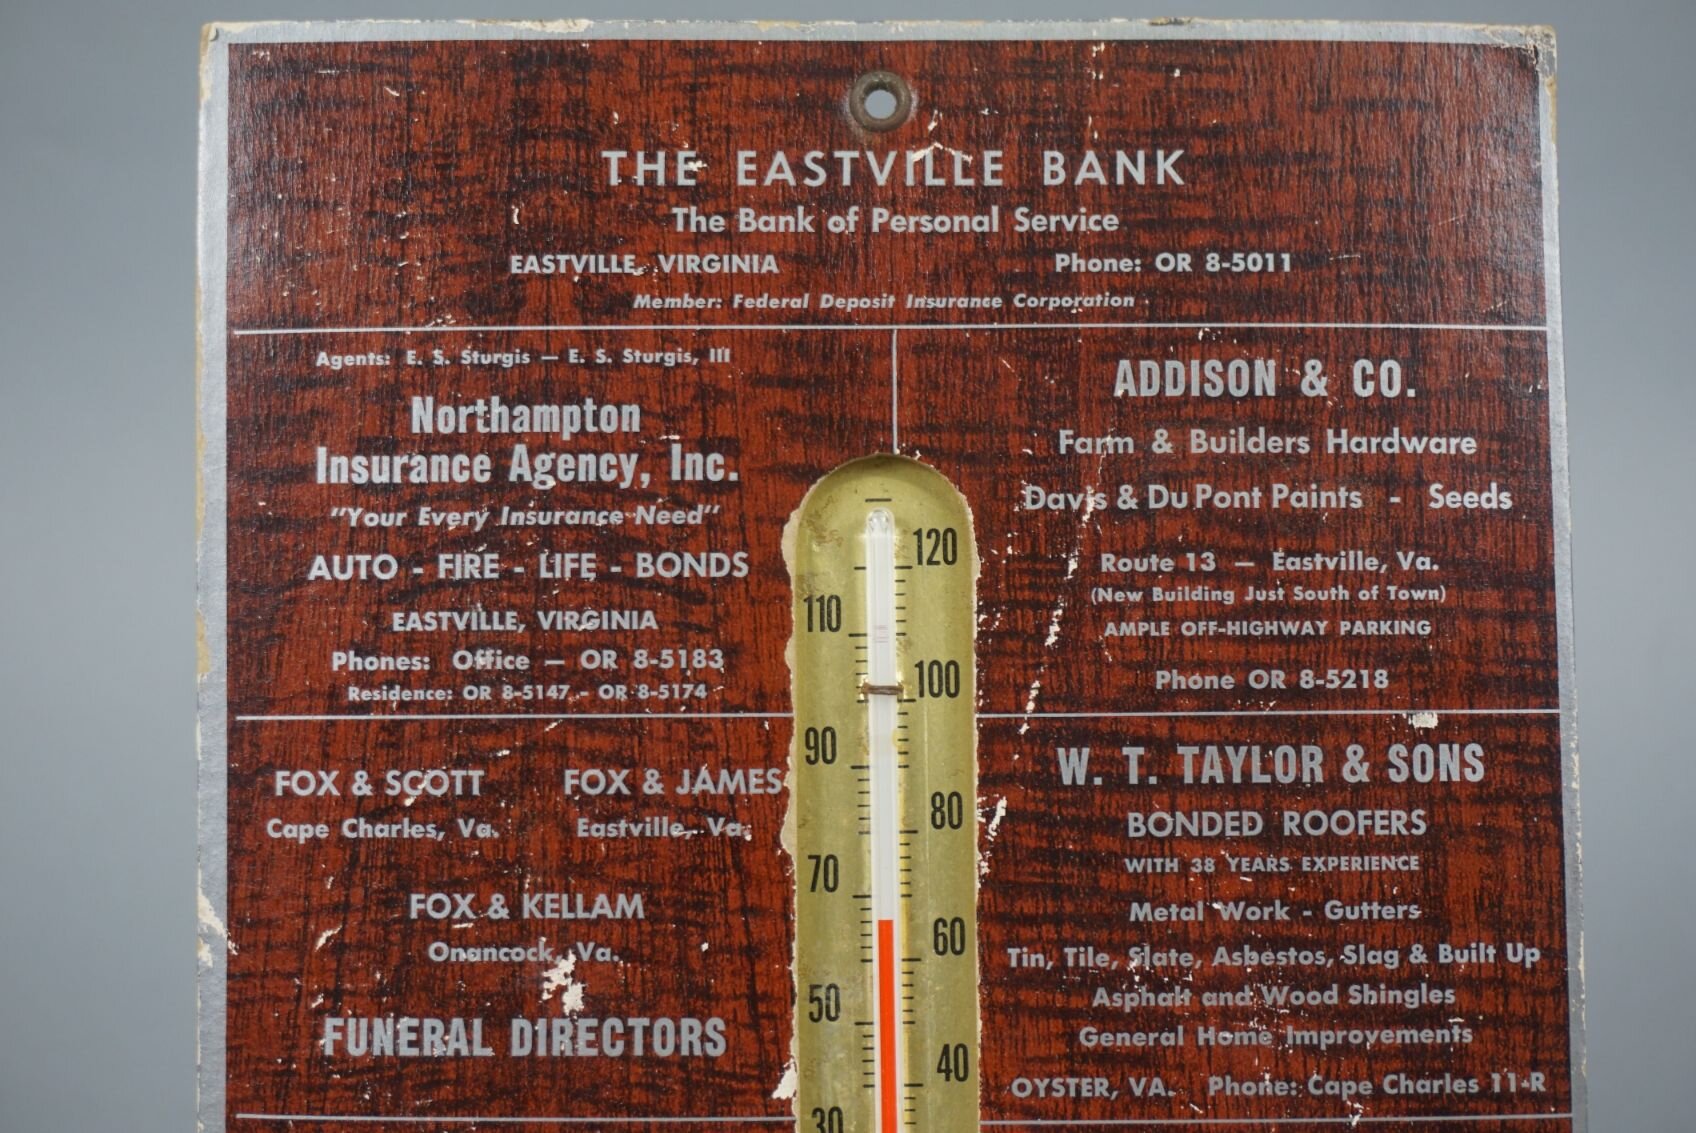 THE EASTVILLE BANK
The Bank of Personal Service
EASTVILLE, VIRGINIA Phone: OR 8-5011
Member: Federal Deposit Insurance Corporation
Agents: E. S. Sturgis — E. S. Sturgis, III
Northampton
Insurance Agency, Inc.
"Your Every Insurance Need"
AUTO - FIRE - LIFE - BONDS
EASTVILLE, VIRGINIA
Phones: Office — OR 8-5183
Residence: OR 8-5147 - OR 8-5174
ADDISON & CO.
Farm & Builders Hardware
Davis & Du Pont Paints - Seeds
Route 13 — Eastville, Va.
(New Building Just South of Town)
AMPLE OFF-HIGHWAY PARKING
Phone OR 8-5218
FOX & SCOTT FOX & JAMES
Cape Charles, Va. Eastville, Va.
FOX & KELLAM
Onancock, Va.
FUNERAL DIRECTORS
W. T. TAYLOR & SONS
BONDED ROOFERS
WITH 38 YEARS EXPERIENCE
Metal Work - Gutters
Tin, Tile, Slate, Asbestos, Slag & Built Up
Asphalt and Wood Shingles
General Home Improvements
OYSTER, VA. Phone: Cape Charles 11-R
120
110
100
90
80
70
60
50
40
30